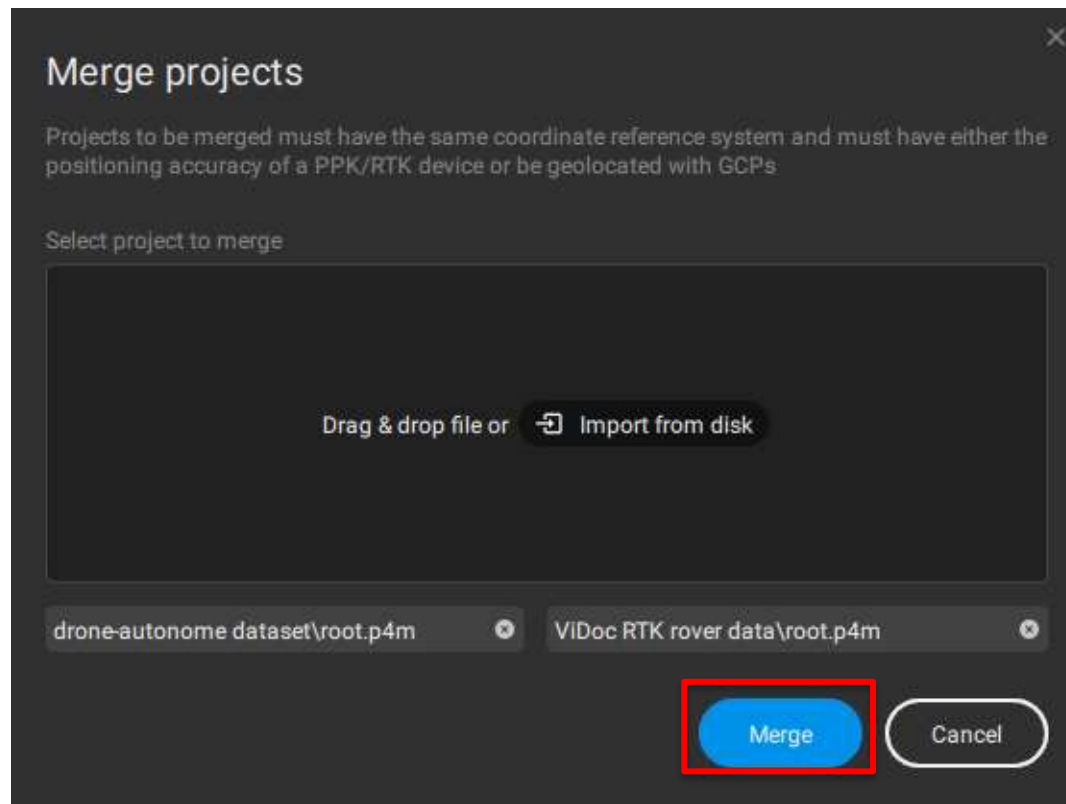 Merge projects
Projects to be merged must have the same coordinate reference system and must have either the
positioning accuracy of a PPK/RTK device or be geolocated with GCPs
Select project to merge
Drag & drop file or Import from disk
drone-autonome dataset\root.p4m ViDoc RTK rover data\root.p4m
Merge Cancel